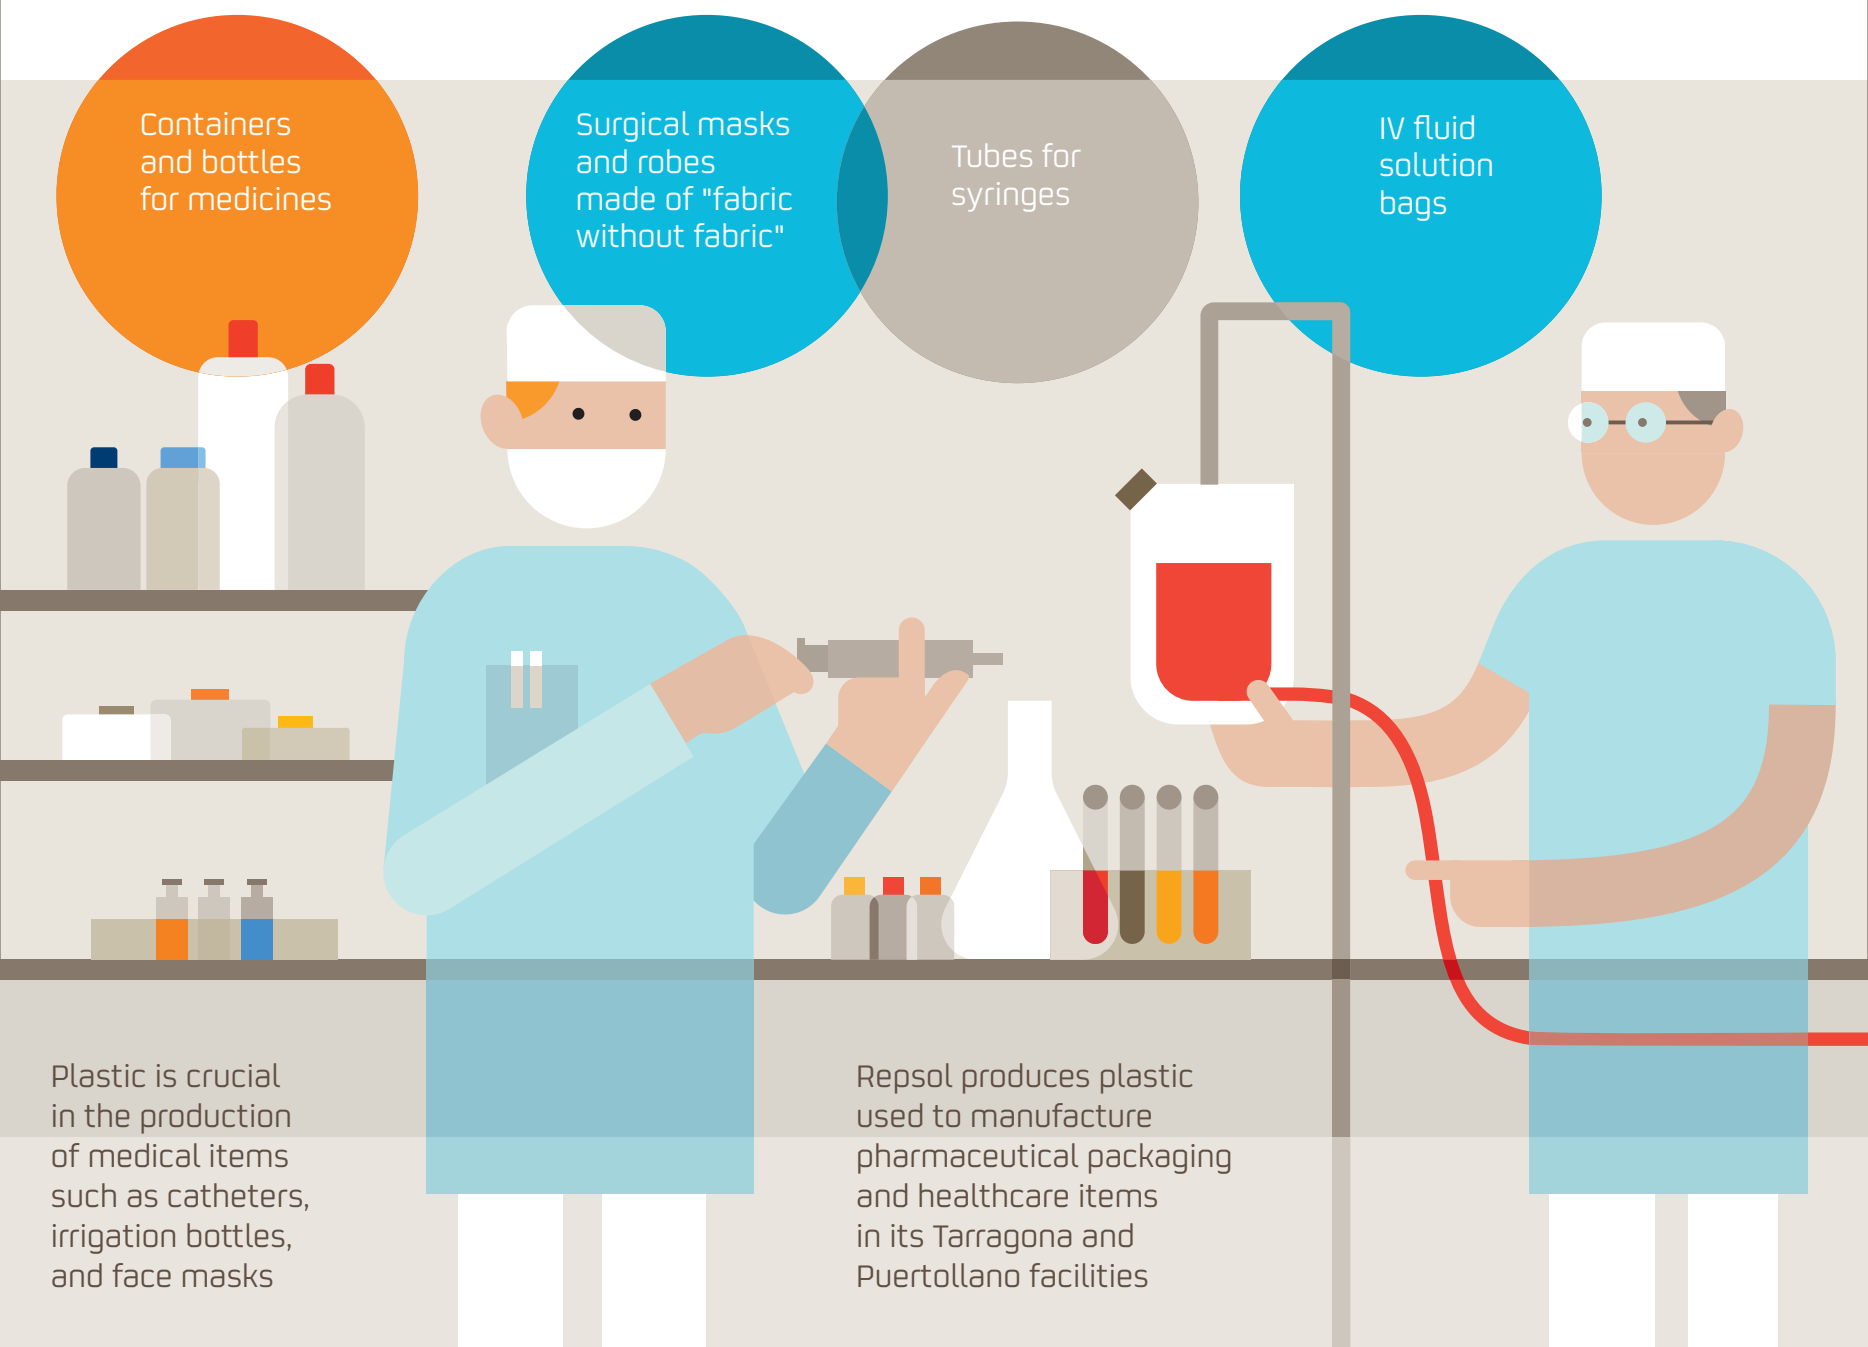 Containers
and bottles
for medicines
Surgical masks
and robes
made of "fabric
without fabric"
Tubes for
syringes
IV fluid
solution
bags
Plastic is crucial
in the production
of medical items
such as catheters,
irrigation bottles,
and face masks
Repsol produces plastic
used to manufacture
pharmaceutical packaging
and healthcare items
in its Tarragona and
Puertollano facilities